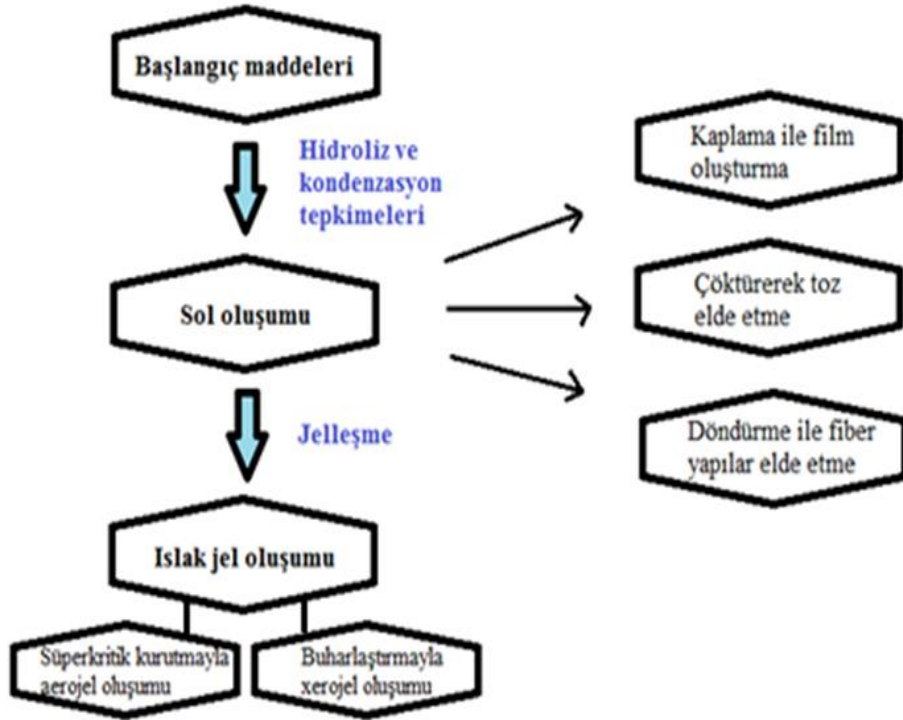 Başlangıç maddeleri
Hidroliz ve
kondenzasyon
tepkimeleri
Sol oluşumu
Kaplama ile film
oluşturma
Çöktürerek toz
elde etme
Döndürme ile fiber
yapılar elde etme
Jelleşme
Islak jel oluşumu
Süperkritik kurutmayla
aerojel oluşumu
Buharlaştırmayla
xerojel oluşumu